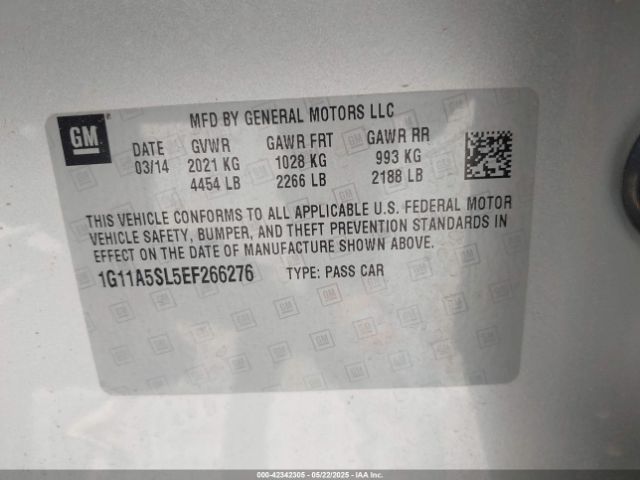 GM
MFD BY GENERAL MOTORS LLC
DATE GVWR GAWR FRT GAWR RR
03/14 2021 KG 1028 KG 993 KG
4454 LB 2266 LB 2188 LB
THIS VEHICLE CONFORMS TO ALL APPLICABLE U.S. FEDERAL MOTOR
VEHICLE SAFETY, BUMPER, AND THEFT PREVENTION STANDARDS IN
EFFECT ON THE DATE OF MANUFACTURE SHOWN ABOVE.
1G11A5SL5EF266276 TYPE: PASS CAR
000-42342305 - 05/22/2025 - IAAI.COM